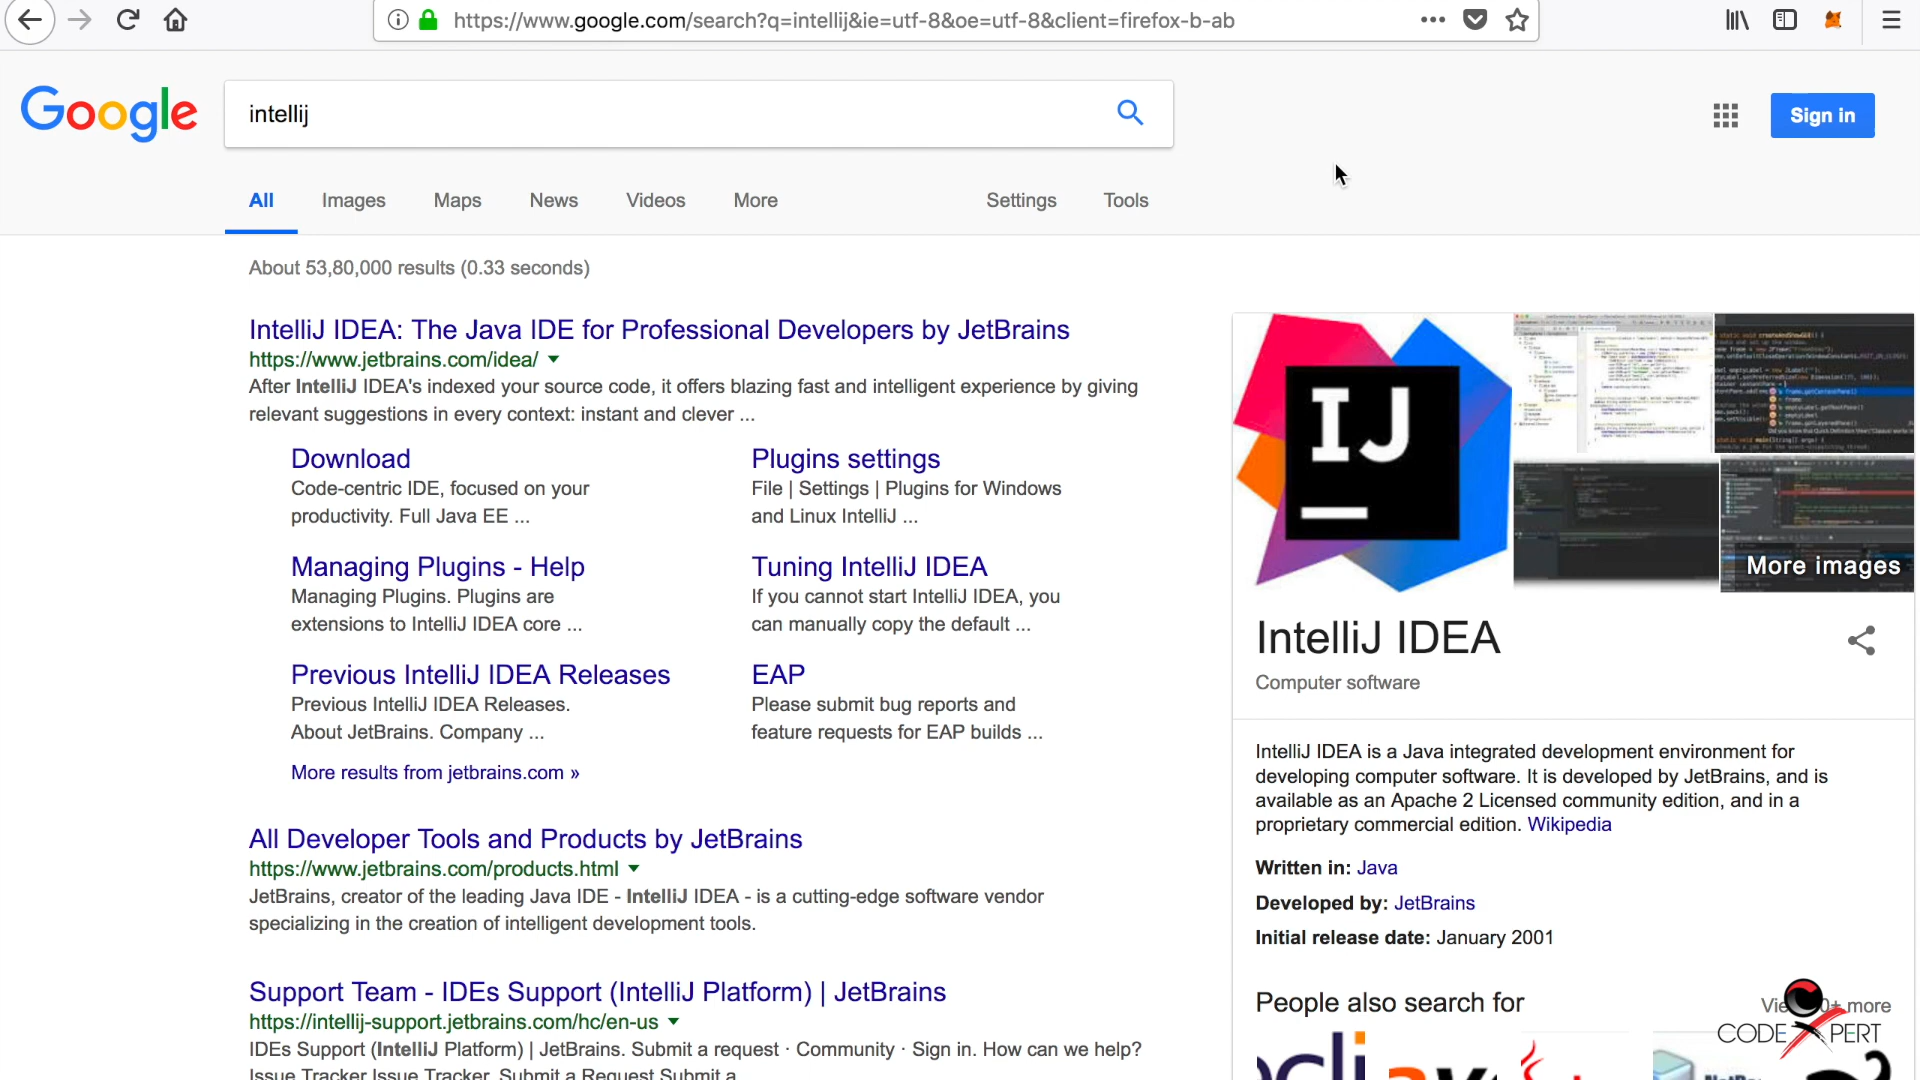 https://www.google.com/search?q=intellij&ie=utf-8&oe=utf-8&client=firefox-b-ab
Google
intellij
Sign in
All Images Maps News Videos More Settings Tools
About 53,80,000 results (0.33 seconds)
IntelliJ IDEA: The Java IDE for Professional Developers by JetBrains
https://www.jetbrains.com/idea/
After IntelliJ IDEA's indexed your source code, it offers blazing fast and intelligent experience by giving
relevant suggestions in every context: instant and clever ...
Download
Code-centric IDE, focused on your
productivity. Full Java EE ...
Plugins settings
File | Settings | Plugins for Windows
and Linux IntelliJ ...
Managing Plugins - Help
Managing Plugins. Plugins are
extensions to IntelliJ IDEA core ...
Tuning IntelliJ IDEA
If you cannot start IntelliJ IDEA, you
can manually copy the default ...
Previous IntelliJ IDEA Releases
Previous IntelliJ IDEA Releases.
About JetBrains. Company ...
EAP
Please submit bug reports and
feature requests for EAP builds ...
More results from jetbrains.com »
All Developer Tools and Products by JetBrains
https://www.jetbrains.com/products.html
JetBrains, creator of the leading Java IDE - IntelliJ IDEA - is a cutting-edge software vendor
specializing in the creation of intelligent development tools.
Support Team - IDEs Support (IntelliJ Platform) | JetBrains
https://intellij-support.jetbrains.com/hc/en-us
IDEs Support (IntelliJ Platform) | JetBrains. Submit a request · Community · Sign in. How can we help?
Issue Tracker Issue Tracker. Submit a Request Submit a
IJ
More images
IntelliJ IDEA
Computer software
IntelliJ IDEA is a Java integrated development environment for
developing computer software. It is developed by JetBrains, and is
available as an Apache 2 Licensed community edition, and in a
proprietary commercial edition. Wikipedia
Written in: Java
Developed by: JetBrains
Initial release date: January 2001
People also search for
more
CODEXPERT